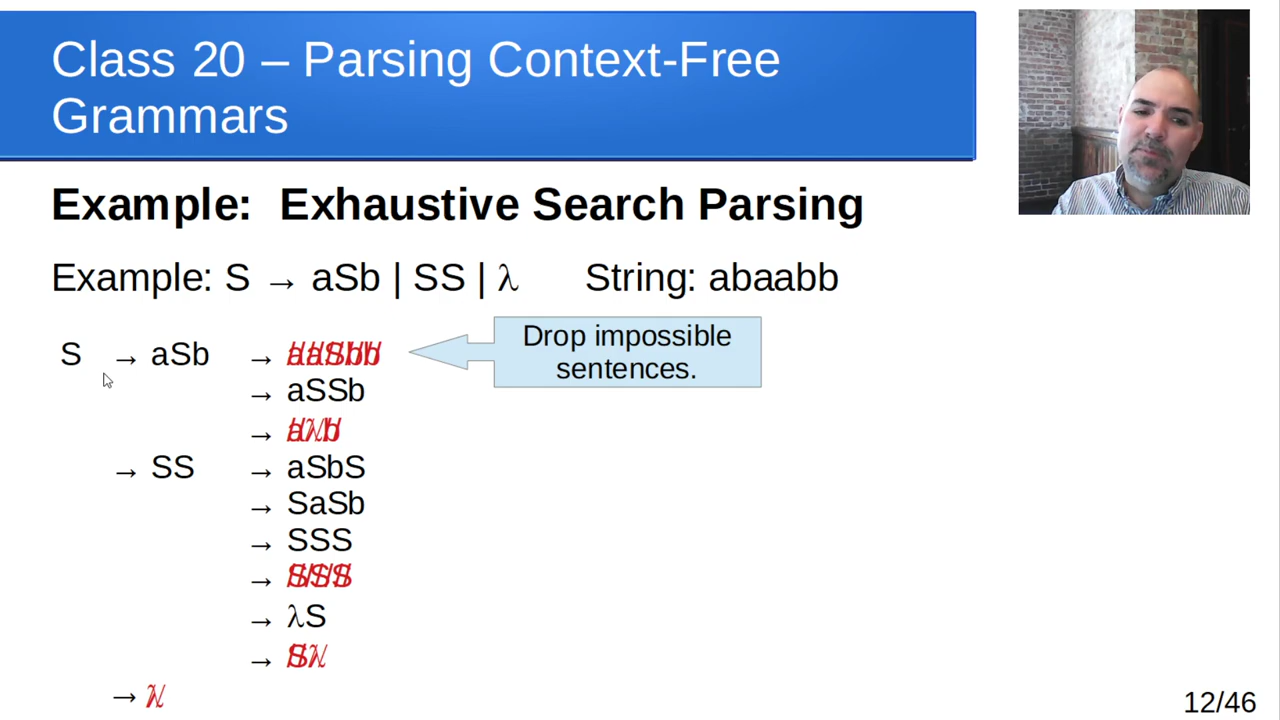 Class 20 – Parsing Context-Free
Grammars
Example: Exhaustive Search Parsing
Example: S → aSb | SS | λ String: abaabb
Drop impossible
sentences.
S → aSb → aaSbb
→ aSSb
→ aλb
→ SS → aSbS
→ SaSb
→ SSS
→ SSS
→ λS
→ Sλ
→ λ
12/46